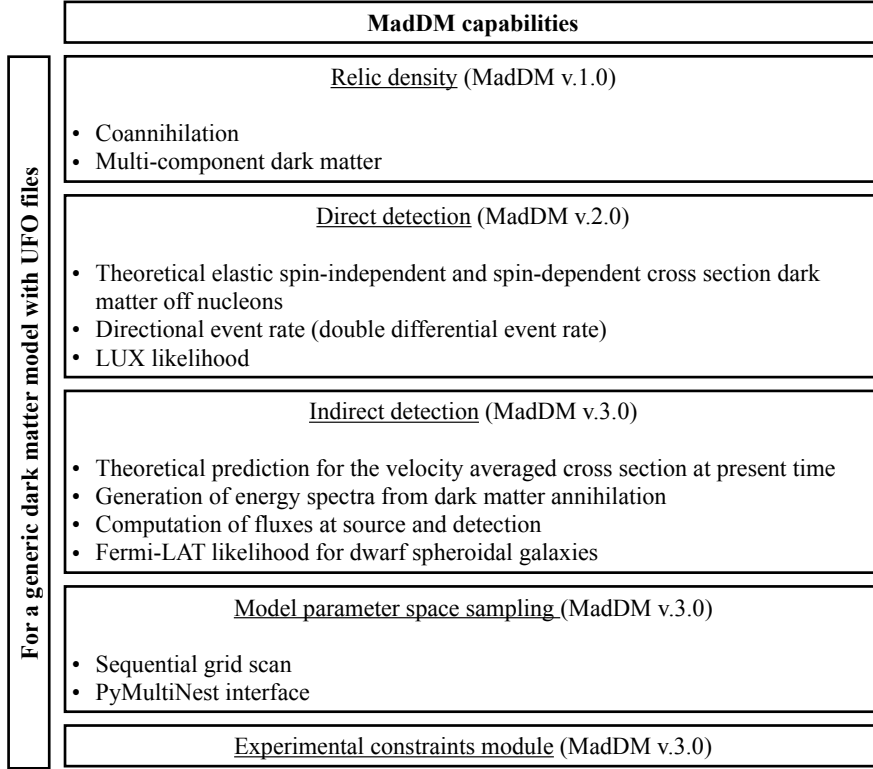 MadDM capabilities
For a generic dark matter model with UFO files
Relic density (MadDM v.1.0)
• Coannihilation
• Multi-component dark matter
Direct detection (MadDM v.2.0)
• Theoretical elastic spin-independent and spin-dependent cross section dark
matter off nucleons
• Directional event rate (double differential event rate)
• LUX likelihood
Indirect detection (MadDM v.3.0)
• Theoretical prediction for the velocity averaged cross section at present time
• Generation of energy spectra from dark matter annihilation
• Computation of fluxes at source and detection
• Fermi-LAT likelihood for dwarf spheroidal galaxies
Model parameter space sampling (MadDM v.3.0)
• Sequential grid scan
• PyMultiNest interface
Experimental constraints module (MadDM v.3.0)